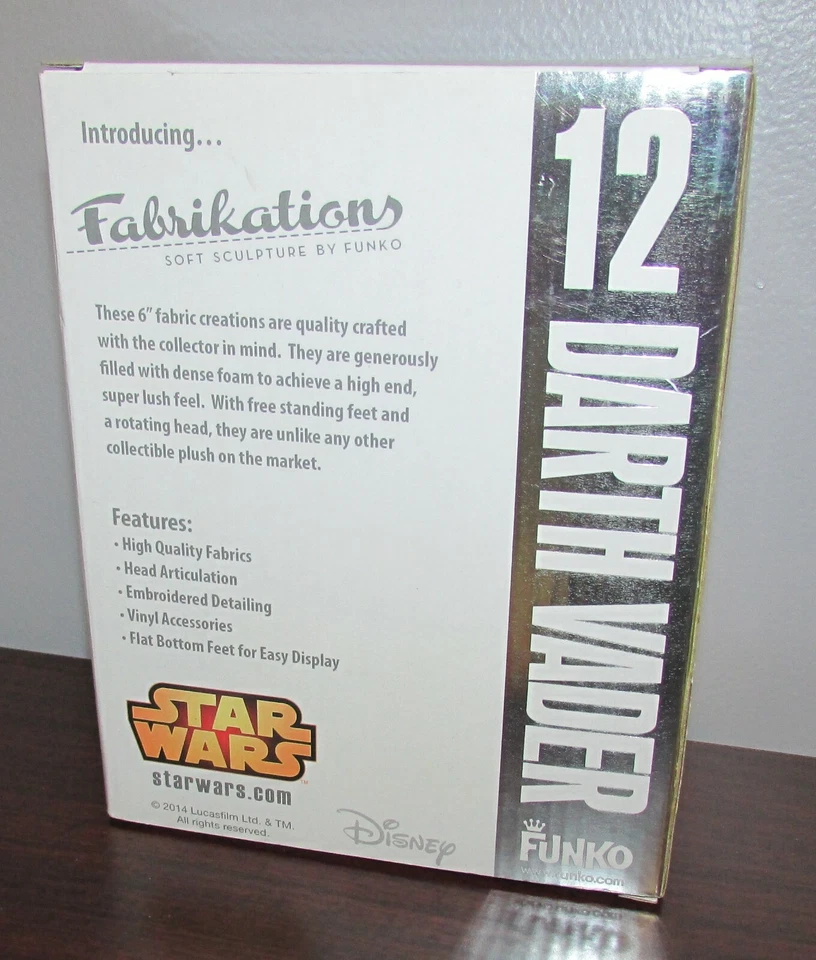 Introducing...
Fabrikations
SOFT SCULPTURE BY FUNKO
These 6" fabric creations are quality crafted
with the collector in mind. They are generously
filled with dense foam to achieve a high end,
super lush feel. With free standing feet and
a rotating head, they are unlike any other
collectible plush on the market.
Features:
• High Quality Fabrics
• Head Articulation
• Embroidered Detailing
• Vinyl Accessories
• Flat Bottom Feet for Easy Display
STAR
WARS
TM
starwars.com
© 2014 Lucasfilm Ltd. & TM.
All rights reserved.
Disney
12
DARTH VADER
FUNKO
www.funko.com